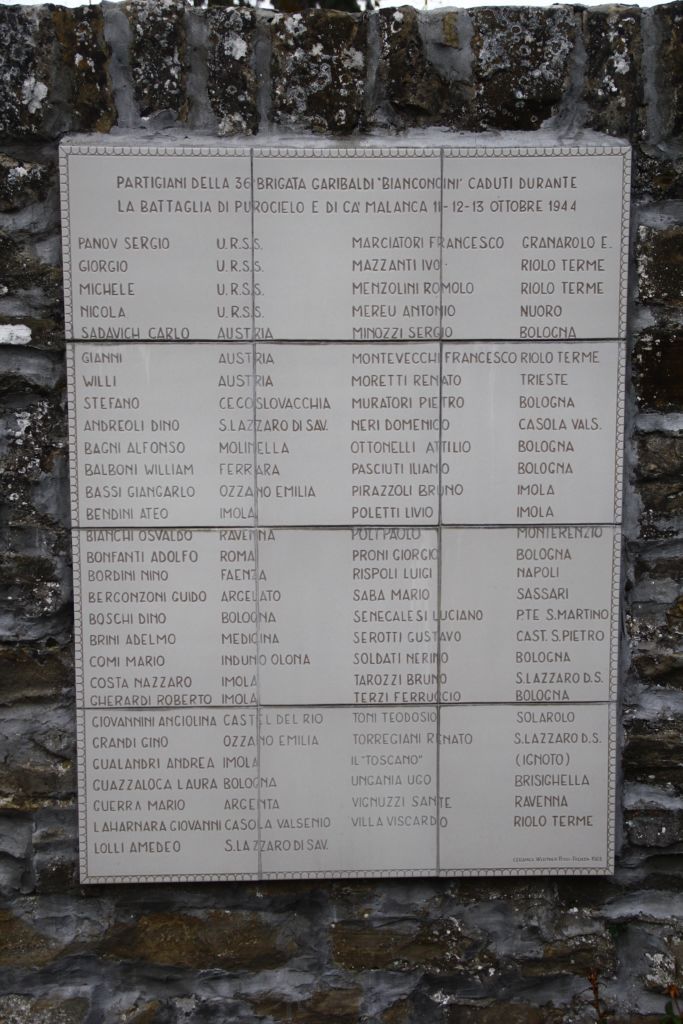 PARTIGIANI DELLA 36 BRIGATA GARIBALDI "BIANCONCINI" CADUTI DURANTE
LA BATTAGLIA DI PUROCIELO E DI CA' MALANCA 11-12-13 OTTOBRE 1944
PANOV SERGIO U.R.S.S.
GIORGIO U.R.S.S.
MICHELE U.R.S.S.
NICOLA U.R.S.S.
SADAVICH CARLO AUSTRIA
GIANNI AUSTRIA
WILLI AUSTRIA
STEFANO CECOSLOVACCHIA
ANDREOLI DINO S.LAZZARO DI SAV.
BAGNI ALFONSO MOLINELLA
BALBONI WILLIAM FERRARA
BASSI GIANCARLO OZZANO EMILIA
BENDINI ATEO IMOLA
BIANCHI OSVALDO RAVENNA
BONFANTI ADOLFO ROMA
BORDINI NINO FAENZA
BERGONZONI GUIDO ARGELATO
BOSCHI DINO BOLOGNA
BRINI ADELMO MEDICINA
COMI MARIO INDUNO OLONA
COSTA NAZZARO IMOLA
GHERARDI ROBERTO IMOLA
GIOVANNINI ANGIOLINA CASTEL DEL RIO
GRANDI GINO OZZANO EMILIA
GUALANDRI ANDREA IMOLA
GUAZZALOCA LAURA BOLOGNA
GUERRA MARIO ARGENTA
LAHARNARA GIOVANNI CASOLA VALSENIO
LOLLI AMEDEO S.LAZZARO DI SAV.
MARCIATORI FRANCESCO GRANAROLO E.
MAZZANTI IVO RIOLO TERME
MENZOLINI ROMOLO RIOLO TERME
MEREU ANTONIO NUORO
MINOZZI SERGIO BOLOGNA
MONTEVECCHI FRANCESCO RIOLO TERME
MORETTI RENATO TRIESTE
MURATORI PIETRO BOLOGNA
NERI DOMENICO CASOLA VALS.
OTTONELLI ATTILIO BOLOGNA
PASCIUTI ILIANO BOLOGNA
PIRAZZOLI BRUNO IMOLA
POLETTI LIVIO IMOLA
POLI PAOLO MONTERENZIO
PRONI GIORGIO BOLOGNA
RISPOLI LUIGI NAPOLI
SABA MARIO SASSARI
SENECALESI LUCIANO P.TE S.MARTINO
SEROTTI GUSTAVO CAST. S.PIETRO
SOLDATI NERINO BOLOGNA
TAROZZI BRUNO S.LAZZARO D.S.
TERZI FERRUCCIO BOLOGNA
TONI TEODOSIO SOLAROLO
TORREGIANI RENATO S.LAZZARO D.S.
IL "TOSCANO" (IGNOTO)
UNGANIA UGO BRISIGHELLA
VIGNUZZI SANTE RAVENNA
VILLA VISCARDO RIOLO TERME